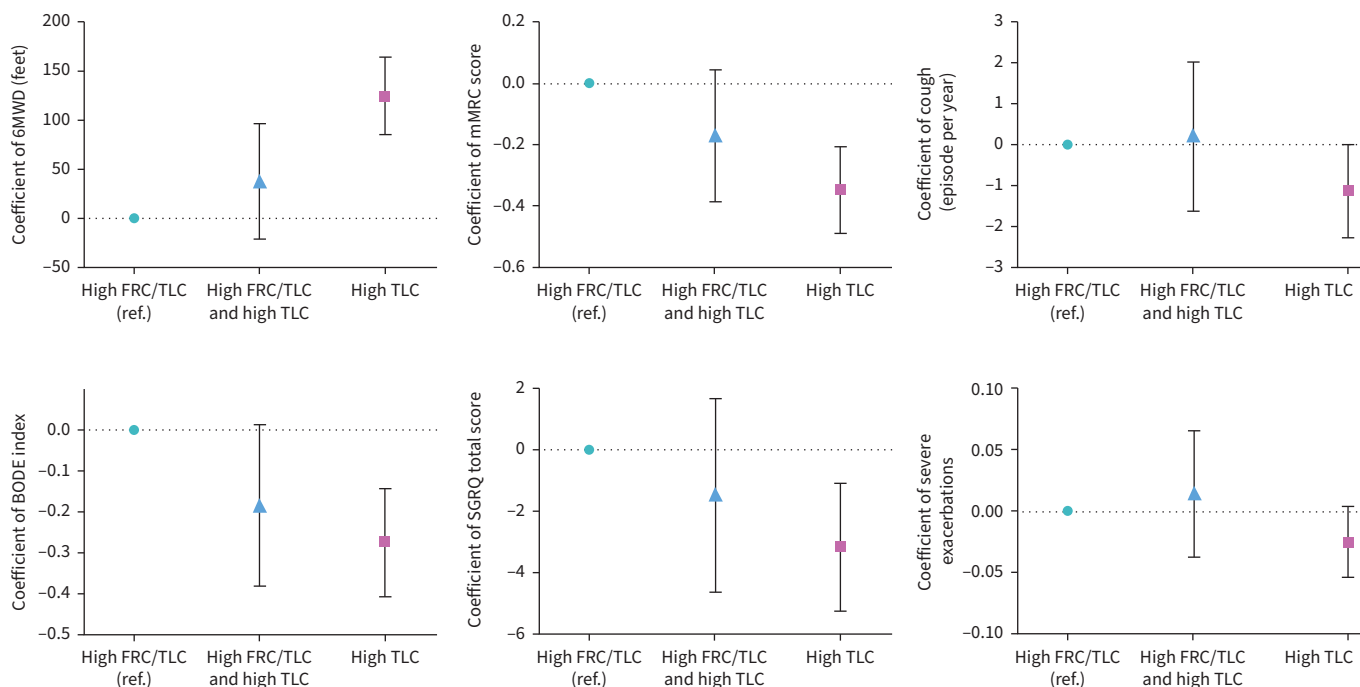 Coefficient of 6MWD (feet)
200
150
100
50
0
–50
High FRC/TLC
(ref.)
High FRC/TLC
and high TLC
High TLC
Coefficient of mMRC score
0.2
0.0
–0.2
–0.4
–0.6
High FRC/TLC
(ref.)
High FRC/TLC
and high TLC
High TLC
Coefficient of cough
(episode per year)
3
2
1
0
–1
–2
–3
High FRC/TLC
(ref.)
High FRC/TLC
and high TLC
High TLC
Coefficient of BODE index
0.0
–0.1
–0.2
–0.3
–0.4
–0.5
High FRC/TLC
(ref.)
High FRC/TLC
and high TLC
High TLC
Coefficient of SGRQ total score
2
0
–2
–4
–6
High FRC/TLC
(ref.)
High FRC/TLC
and high TLC
High TLC
Coefficient of severe
exacerbations
0.10
0.05
0.00
–0.05
–0.10
High FRC/TLC
(ref.)
High FRC/TLC
and high TLC
High TLC